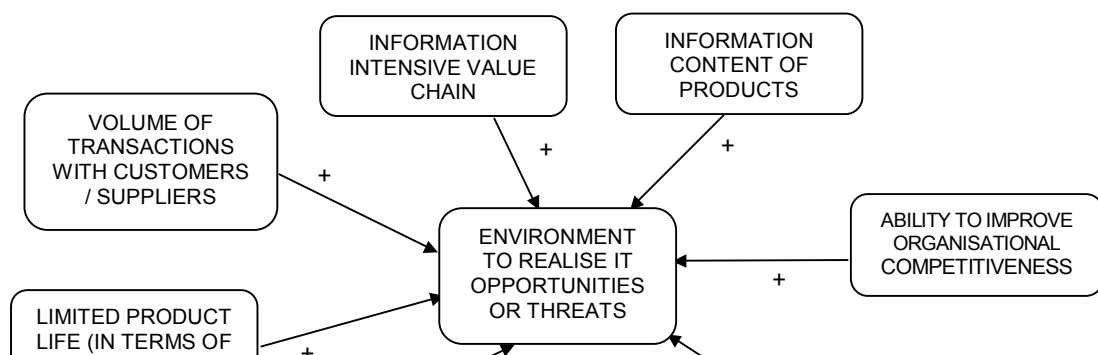 INFORMATION
INTENSIVE VALUE
CHAIN
INFORMATION
CONTENT OF
PRODUCTS
VOLUME OF
TRANSACTIONS
WITH CUSTOMERS
/ SUPPLIERS
+
+
+
ENVIRONMENT
TO REALISE IT
OPPORTUNITIES
OR THREATS
ABILITY TO IMPROVE
ORGANISATIONAL
COMPETITIVENESS
+
LIMITED PRODUCT
LIFE (IN TERMS OF
+